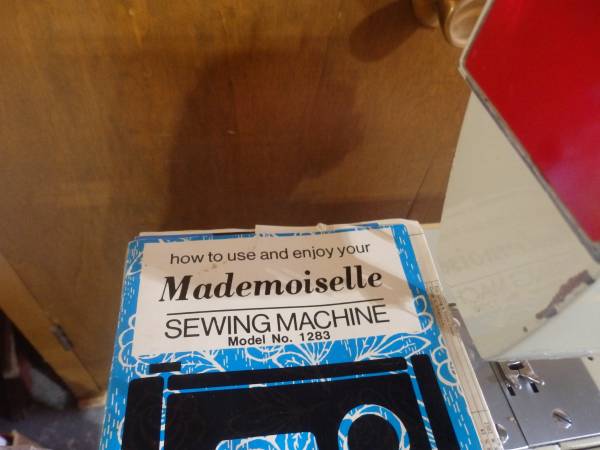 how to use and enjoy your
Mademoiselle
SEWING MACHINE
Model No. 1283